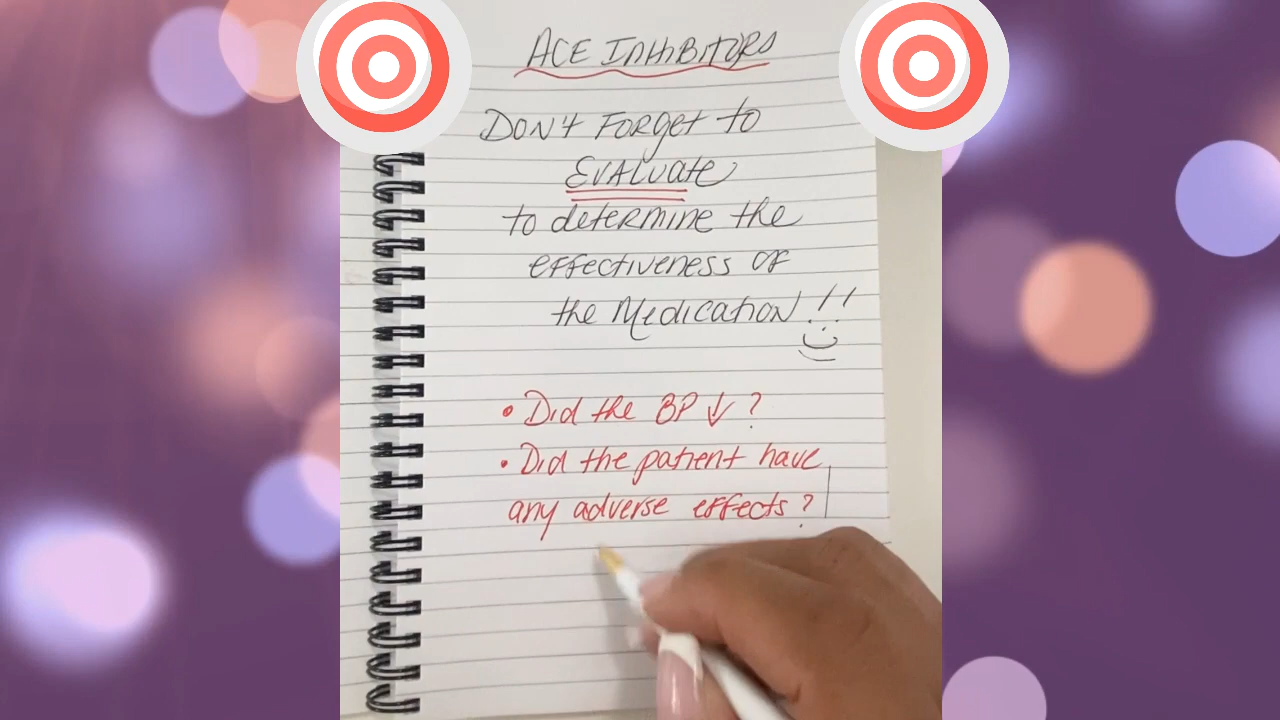 ACE INHIBITORS
DON't FORGET to
EVALUATE
to determine the
EFFECTIVENESS OF
the Medication!!!
• Did the BP ↓ ?
• Did the patient have
any adverse effects?